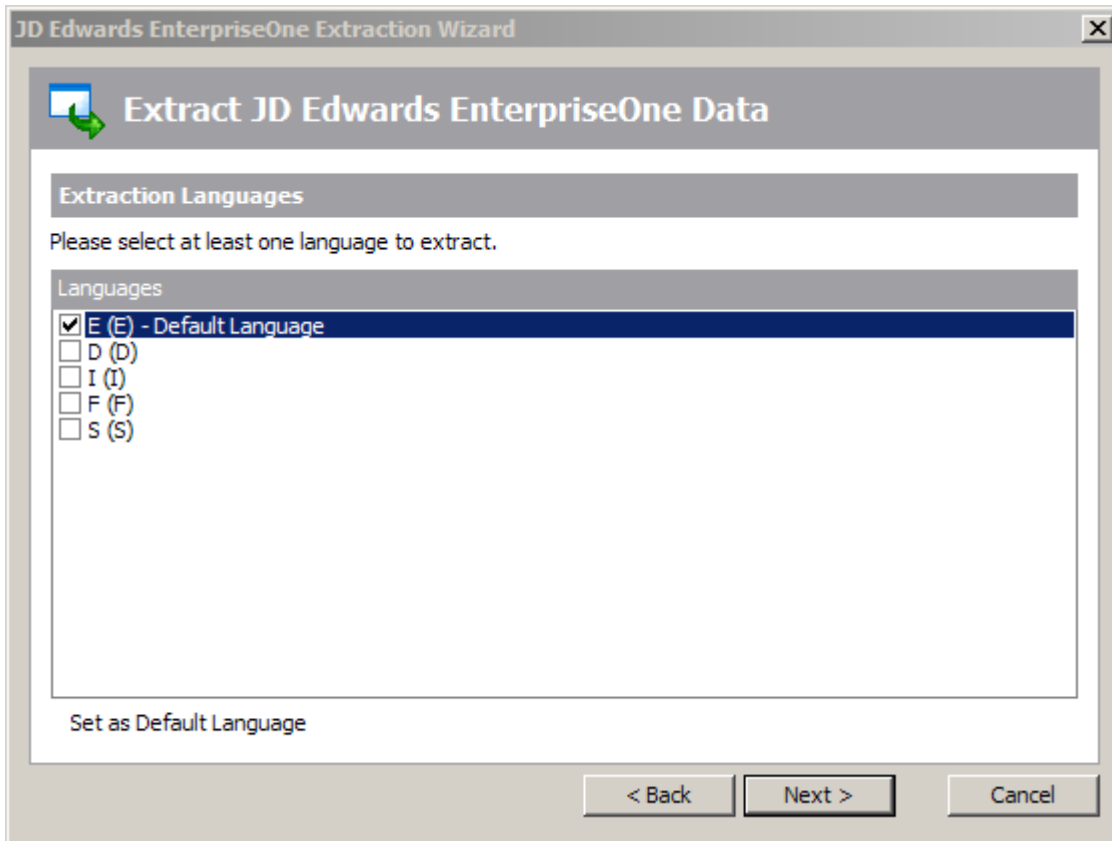 JD Edwards EnterpriseOne Extraction Wizard
Extract JD Edwards EnterpriseOne Data
Extraction Languages
Please select at least one language to extract.
Languages
E (E) - Default Language
D (D)
I (I)
F (F)
S (S)
Set as Default Language
< Back Next > Cancel